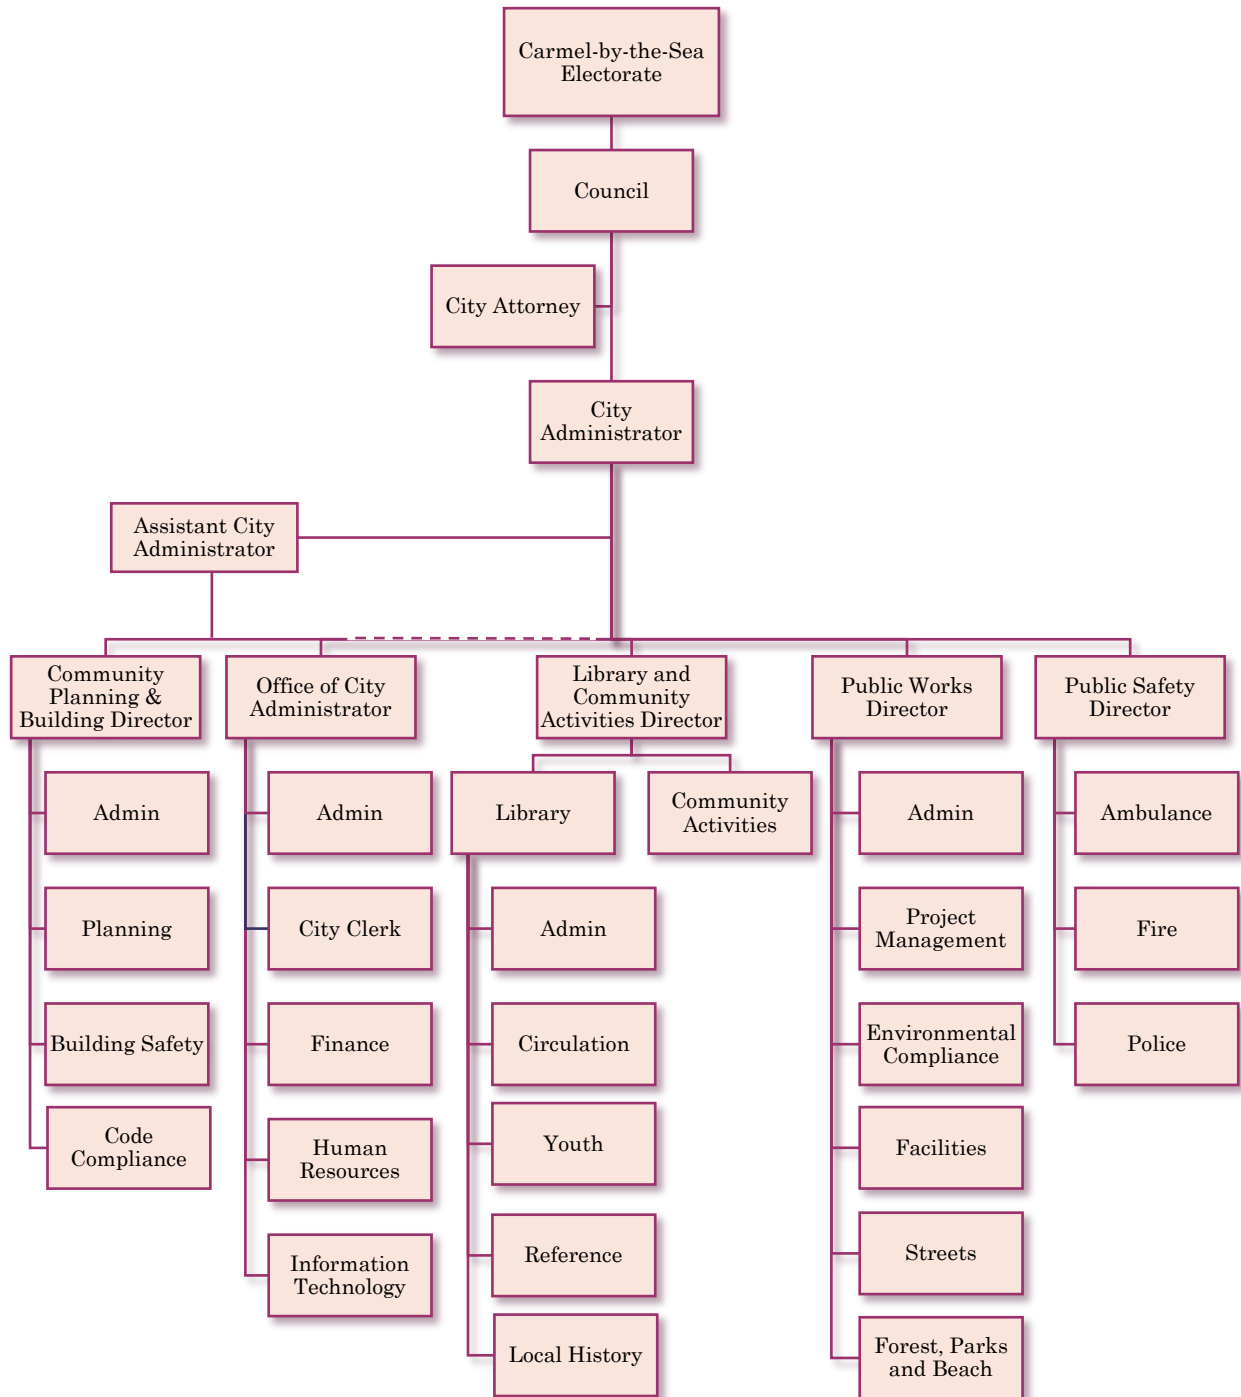 Carmel-by-the-Sea
Electorate
Council
City Attorney
City
Administrator
Assistant City
Administrator
Community
Planning &
Building Director
Office of City
Administrator
Library and
Community
Activities Director
Public Works
Director
Public Safety
Director
Admin
Planning
Building Safety
Code
Compliance
Admin
City Clerk
Finance
Human
Resources
Information
Technology
Library
Community
Activities
Admin
Circulation
Youth
Reference
Local History
Admin
Project
Management
Environmental
Compliance
Facilities
Streets
Forest, Parks
and Beach
Ambulance
Fire
Police